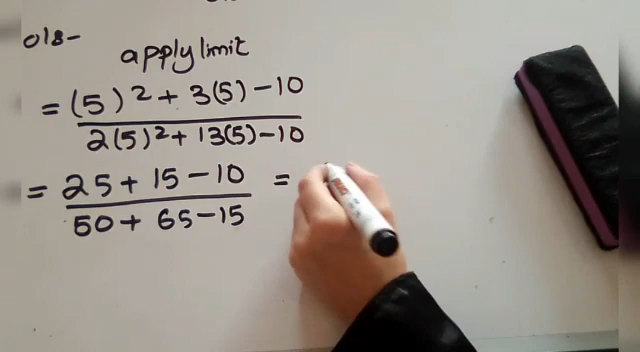 018-
apply limit
= (5)² + 3(5) - 10
2(5)² + 13(5) - 10
= 25 + 15 - 10 =
50 + 65 - 15